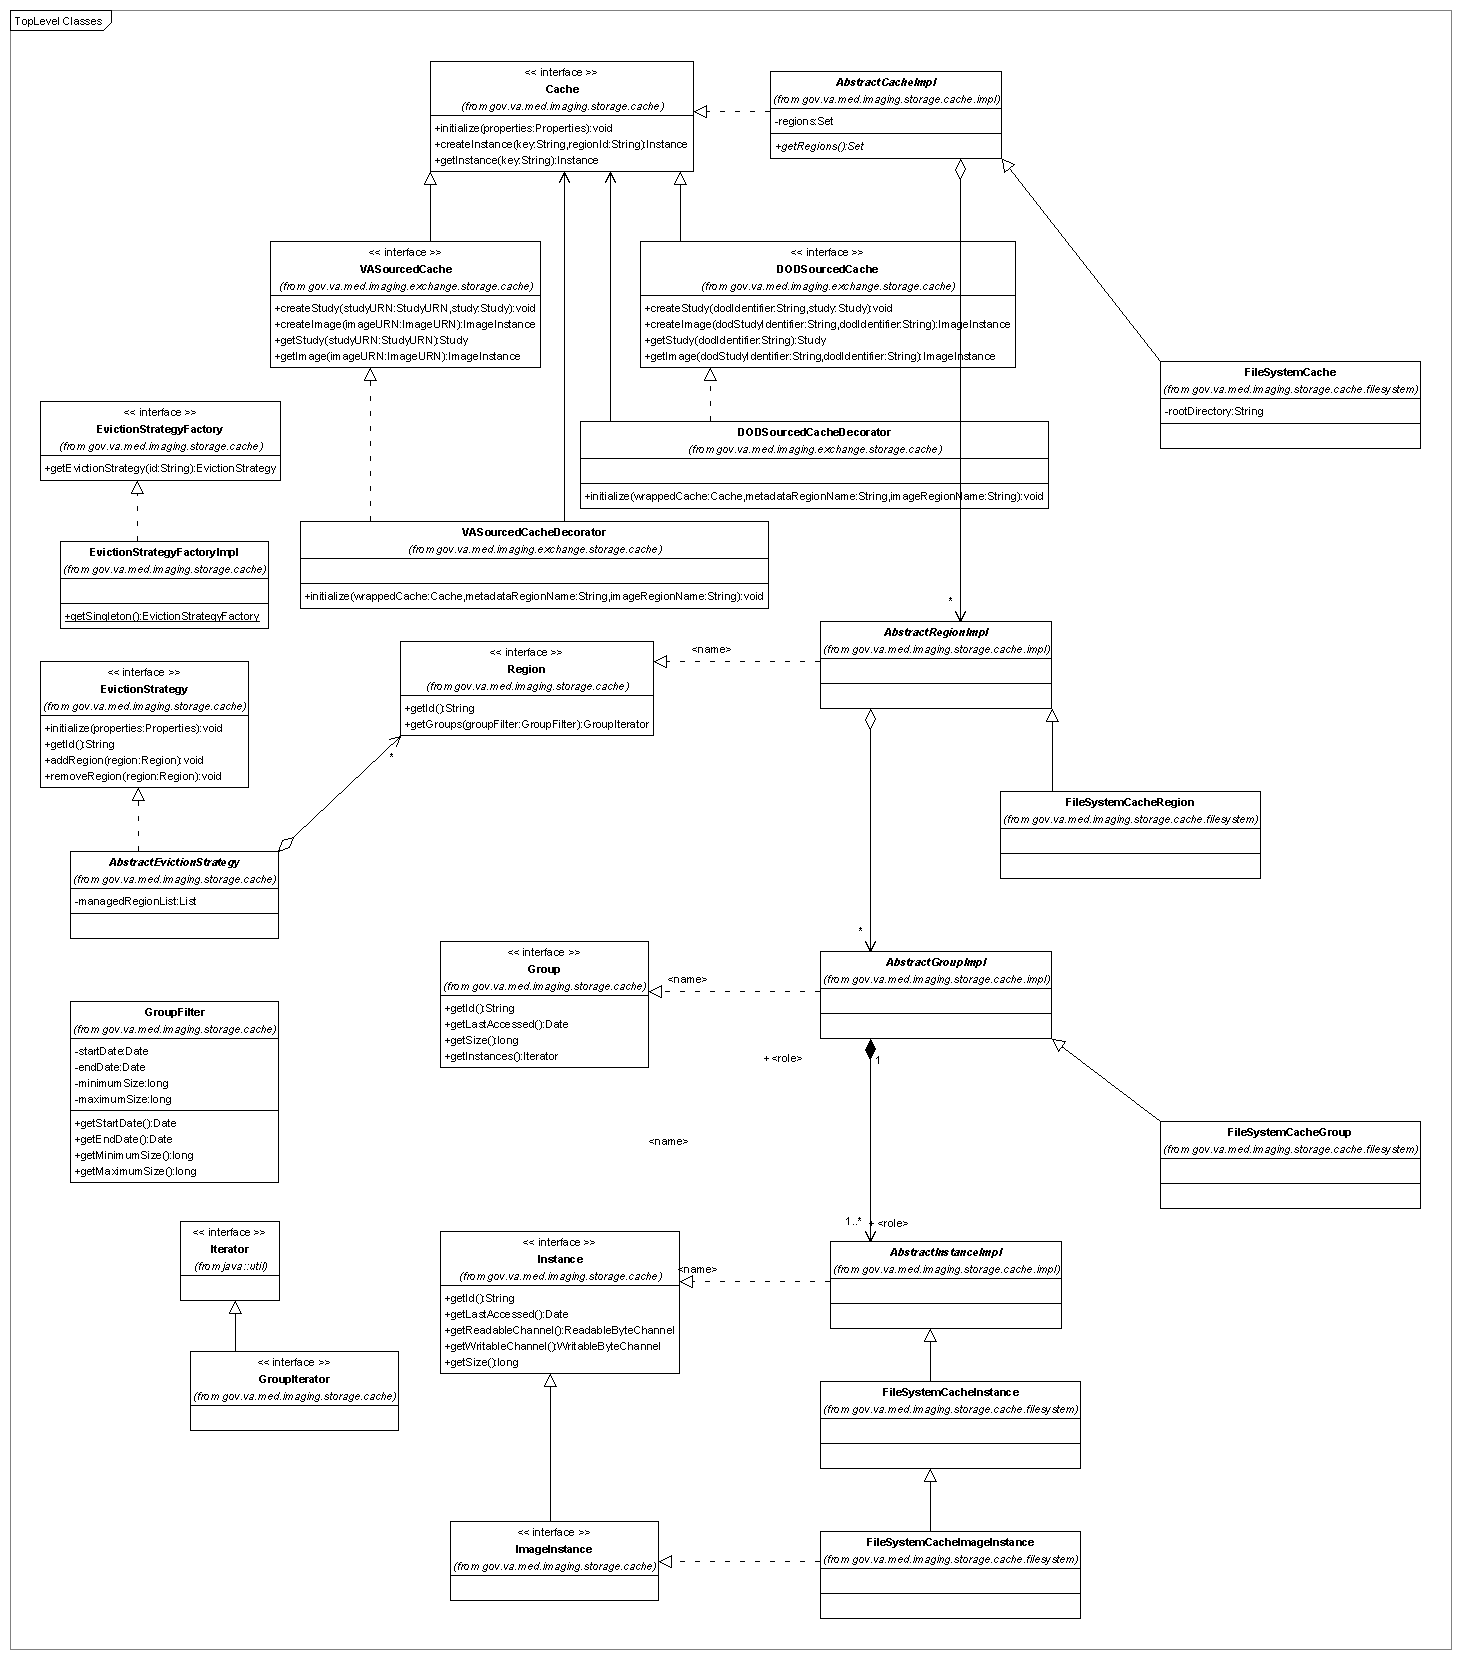 TopLevel Classes
<< interface >>
Cache
(from gov.va.med.imaging.storage.cache)
+initialize(properties:Properties):void
+createInstance(key:String,regionId:String):Instance
+getInstance(key:String):Instance
AbstractCacheImpl
(from gov.va.med.imaging.storage.cache.impl)
-regions:Set
+getRegions():Set
<< interface >>
VASourcedCache
(from gov.va.med.imaging.exchange.storage.cache)
+createStudy(studyURN:StudyURN,study:Study):void
+createImage(imageURN:ImageURN):ImageInstance
+getStudy(studyURN:StudyURN):Study
+getImage(imageURN:ImageURN):ImageInstance
<< interface >>
DODSourcedCache
(from gov.va.med.imaging.exchange.storage.cache)
+createStudy(dodIdentifier:String,study:Study):void
+createImage(dodStudyIdentifier:String,dodIdentifier:String):ImageInstance
+getStudy(dodIdentifier:String):Study
+getImage(dodStudyIdentifier:String,dodIdentifier:String):ImageInstance
FileSystemCache
(from gov.va.med.imaging.storage.cache.filesystem)
-rootDirectory:String
<< interface >>
EvictionStrategyFactory
(from gov.va.med.imaging.storage.cache)
+getEvictionStrategy(id:String):EvictionStrategy
DODSourcedCacheDecorator
(from gov.va.med.imaging.exchange.storage.cache)
+initialize(wrappedCache:Cache,metadataRegionName:String,imageRegionName:String):void
VASourcedCacheDecorator
(from gov.va.med.imaging.exchange.storage.cache)
+initialize(wrappedCache:Cache,metadataRegionName:String,imageRegionName:String):void
EvictionStrategyFactoryImpl
(from gov.va.med.imaging.storage.cache)
+getSingleton():EvictionStrategyFactory
*
AbstractRegionImpl
(from gov.va.med.imaging.storage.cache.impl)
<name>
<< interface >>
Region
(from gov.va.med.imaging.storage.cache)
+getId():String
+getGroups(groupFilter:GroupFilter):GroupIterator
*
<< interface >>
EvictionStrategy
(from gov.va.med.imaging.storage.cache)
+initialize(properties:Properties):void
+getId():String
+addRegion(region:Region):void
+removeRegion(region:Region):void
FileSystemCacheRegion
(from gov.va.med.imaging.storage.cache.filesystem)
AbstractEvictionStrategy
(from gov.va.med.imaging.storage.cache)
-managedRegionList:List
*
<< interface >>
Group
(from gov.va.med.imaging.storage.cache)
+getId():String
+getLastAccessed():Date
+getSize():long
+getInstances():Iterator
<name>
AbstractGroupImpl
(from gov.va.med.imaging.storage.cache.impl)
GroupFilter
(from gov.va.med.imaging.storage.cache)
-startDate:Date
-endDate:Date
-minimumSize:long
-maximumSize:long
+getStartDate():Date
+getEndDate():Date
+getMinimumSize():long
+getMaximumSize():long
+ <role>
1
<name>
FileSystemCacheGroup
(from gov.va.med.imaging.storage.cache.filesystem)
1..*
+ <role>
<< interface >>
Iterator
(from java::util)
<< interface >>
Instance
(from gov.va.med.imaging.storage.cache)
+getId():String
+getLastAccessed():Date
+getReadableChannel():ReadableByteChannel
+getWritableChannel():WritableByteChannel
+getSize():long
<name>
AbstractInstanceImpl
(from gov.va.med.imaging.storage.cache.impl)
<< interface >>
GroupIterator
(from gov.va.med.imaging.storage.cache)
FileSystemCacheInstance
(from gov.va.med.imaging.storage.cache.filesystem)
<< interface >>
ImageInstance
(from gov.va.med.imaging.storage.cache)
FileSystemCacheImageInstance
(from gov.va.med.imaging.storage.cache.filesystem)